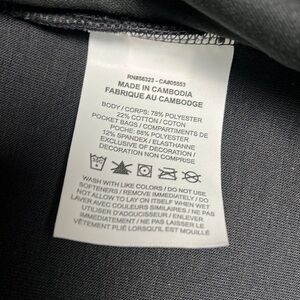 RN#56323 - CA#05553
MADE IN CAMBODIA
FABRIQUE AU CAMBODGE
BODY / CORPS: 78% POLYESTER
22% COTTON / COTON
POCKET BAGS / COMPARTIMENTS DE
POCHE: 88% POLYESTER
12% SPANDEX / ELASTHANNE
EXCLUSIVE OF DECORATION /
DECORATION NON COMPRISE
WASH WITH LIKE COLORS / DO NOT USE
SOFTENERS / REMOVE IMMEDIATELY / DO
NOT ALLOW TO LAY ON ITSELF WHEN WET
LAVER AVEC COULEURS SIMILAIRES / NE PAS
UTILISER D'ADOUCISSANT / ENLEVER
IMMÉDIATEMENT / NE PAS LAISSER LE
VÊTEMENT PLIÉ LORSQU'IL EST MOUILLÉ